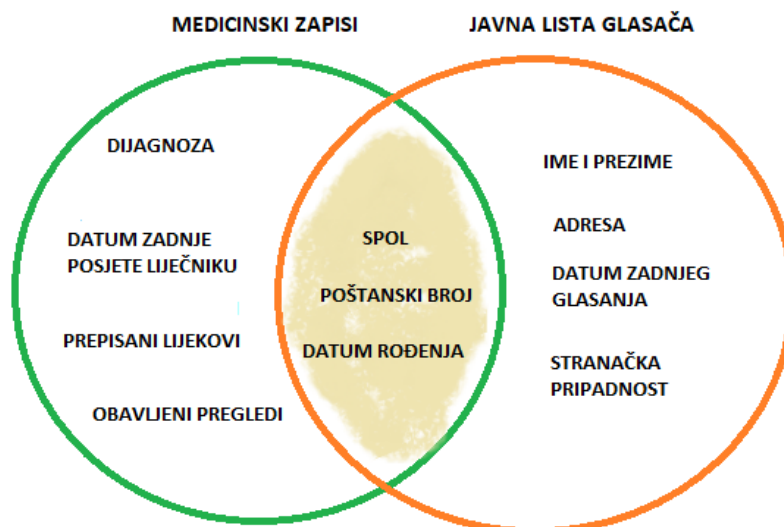 MEDICINSKI ZAPISI
JAVNA LISTA GLASAČA
DIJAGNOZA
DATUM ZADNJE
POSJETE LIJEČNIKU
PREPISANI LIJEKOVI
OBAVLJENI PREGLEDI
SPOL
POŠTANSKI BROJ
DATUM ROĐENJA
IME I PREZIME
ADRESA
DATUM ZADNJEG
GLASANJA
STRANAČKA
PRIPADNOST